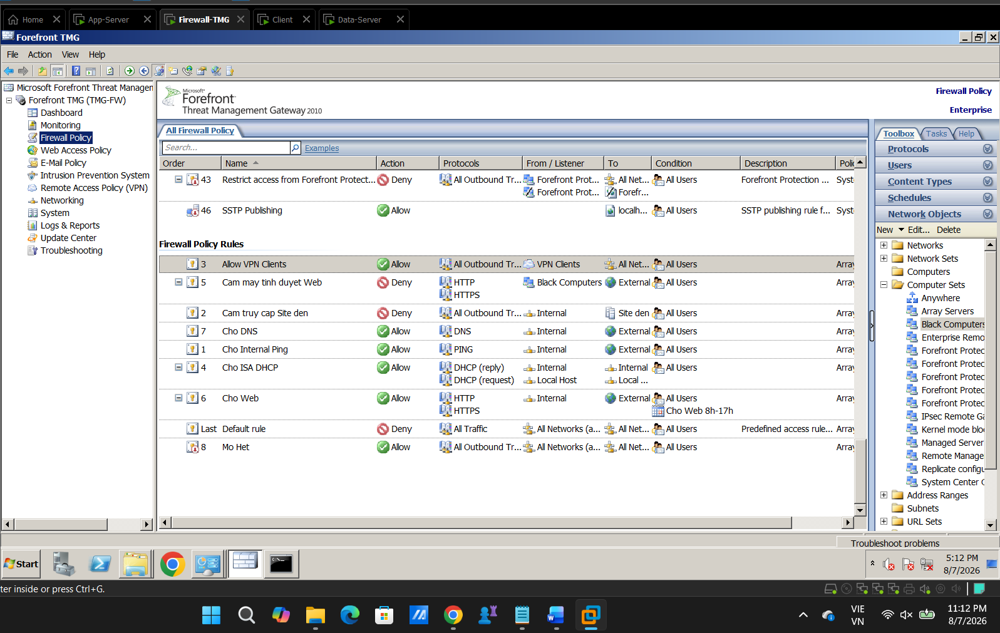 Home
App-Server
Firewall-TMG
Client
Data-Server
Forefront TMG
File Action View Help
Microsoft Forefront Threat Managen
Forefront TMG (TMG-FW)
Dashboard
Monitoring
Firewall Policy
Web Access Policy
E-Mail Policy
Intrusion Prevention System
Remote Access Policy (VPN)
Networking
System
Logs & Reports
Update Center
Troubleshooting
Microsoft®
Forefront™
Threat Management Gateway 2010
Firewall Policy
Enterprise
All Firewall Policy
Search...
Examples
Order Name Action Protocols From / Listener To Condition Description Polic
43 Restrict access from Forefront Protect... Deny All Outbound Tr... Forefront Prot... All Net... All Users Forefront Protection ... Syst
Forefront Prot... Forefr...
46 SSTP Publishing Allow localh... All Users SSTP publishing rule f... Syst
Firewall Policy Rules
3 Allow VPN Clients Allow All Outbound Tr... VPN Clients All Net... All Users Array
5 Cam may tinh duyet Web Deny HTTP Black Computers External All Users Array
HTTPS
2 Cam truy cap Site den Deny All Outbound Tr... Internal Site den All Users Array
7 Cho DNS Allow DNS Internal External All Users Array
1 Cho Internal Ping Allow PING Internal External All Users Array
4 Cho ISA DHCP Allow DHCP (reply) Internal Internal All Users Array
DHCP (request) Local Host Local ...
6 Cho Web Allow HTTP Internal External All Users Array
HTTPS Cho Web 8h-17h
Last Default rule Deny All Traffic All Networks (a... All Net... All Users Predefined access rule... Array
8 Mo Het Allow All Outbound Tr... All Networks (a... All Net... All Users Array
Toolbox Tasks Help
Protocols
Users
Content Types
Schedules
Network Objects
New Edit... Delete
Networks
Network Sets
Computers
Computer Sets
Anywhere
Array Servers
Black Computers
Enterprise Remo
Forefront Protec
Forefront Protec
Forefront Protec
Forefront Protec
Forefront Protec
IPsec Remote Ga
Kernel mode bloc
Managed Server
Remote Manage
Replicate configu
System Center C
Address Ranges
Subnets
URL Sets
Troubleshoot problems
Start
C:\
5:12 PM
8/7/2026
ter inside or press Ctrl+G.
VIE
VN
11:12 PM
8/7/2026